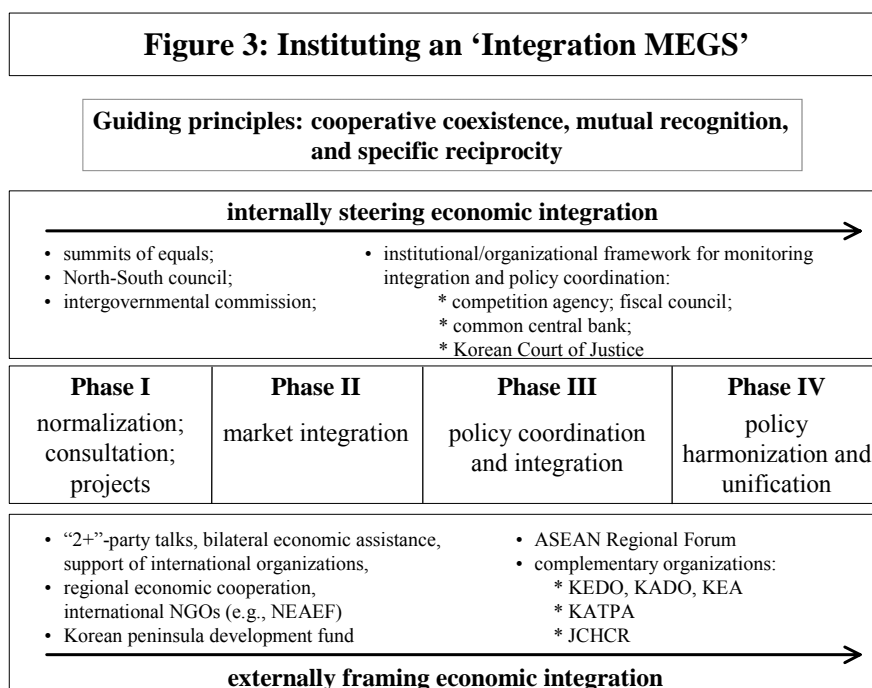 Figure 3: Instituting an ‘Integration MEGS’
Guiding principles: cooperative coexistence, mutual recognition,
and specific reciprocity
internally steering economic integration
• summits of equals;
• North-South council;
• intergovernmental commission;
• institutional/organizational framework for monitoring
integration and policy coordination:
* competition agency; fiscal council;
* common central bank;
* Korean Court of Justice
Phase I
normalization;
consultation;
projects
Phase II
market integration
Phase III
policy coordination
and integration
Phase IV
policy
harmonization and
unification
• “2+”-party talks, bilateral economic assistance,
support of international organizations,
• regional economic cooperation,
international NGOs (e.g., NEAEF)
• Korean peninsula development fund
• ASEAN Regional Forum
• complementary organizations:
* KEDO, KADO, KEA
* KATPA
* JCHCR
externally framing economic integration